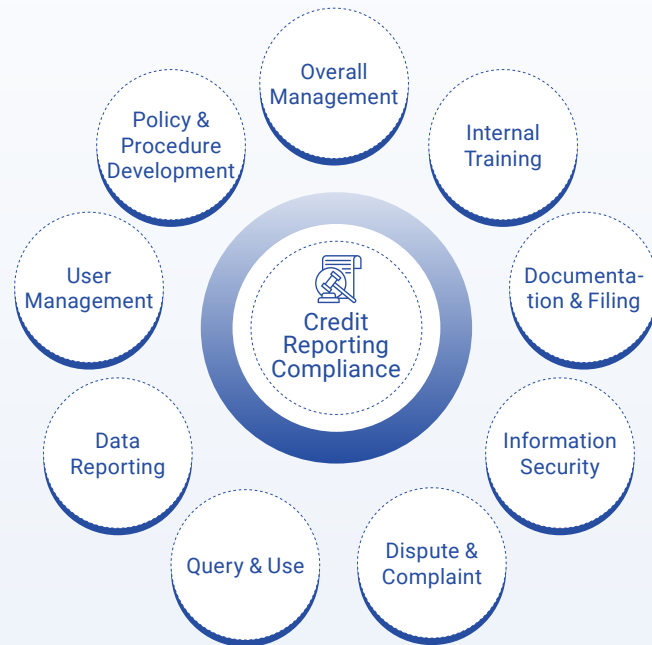 Overall
Management
Internal
Training
Documenta-
tion & Filing
Information
Security
Dispute &
Complaint
Query & Use
Data
Reporting
User
Management
Policy &
Procedure
Development
Credit
Reporting
Compliance